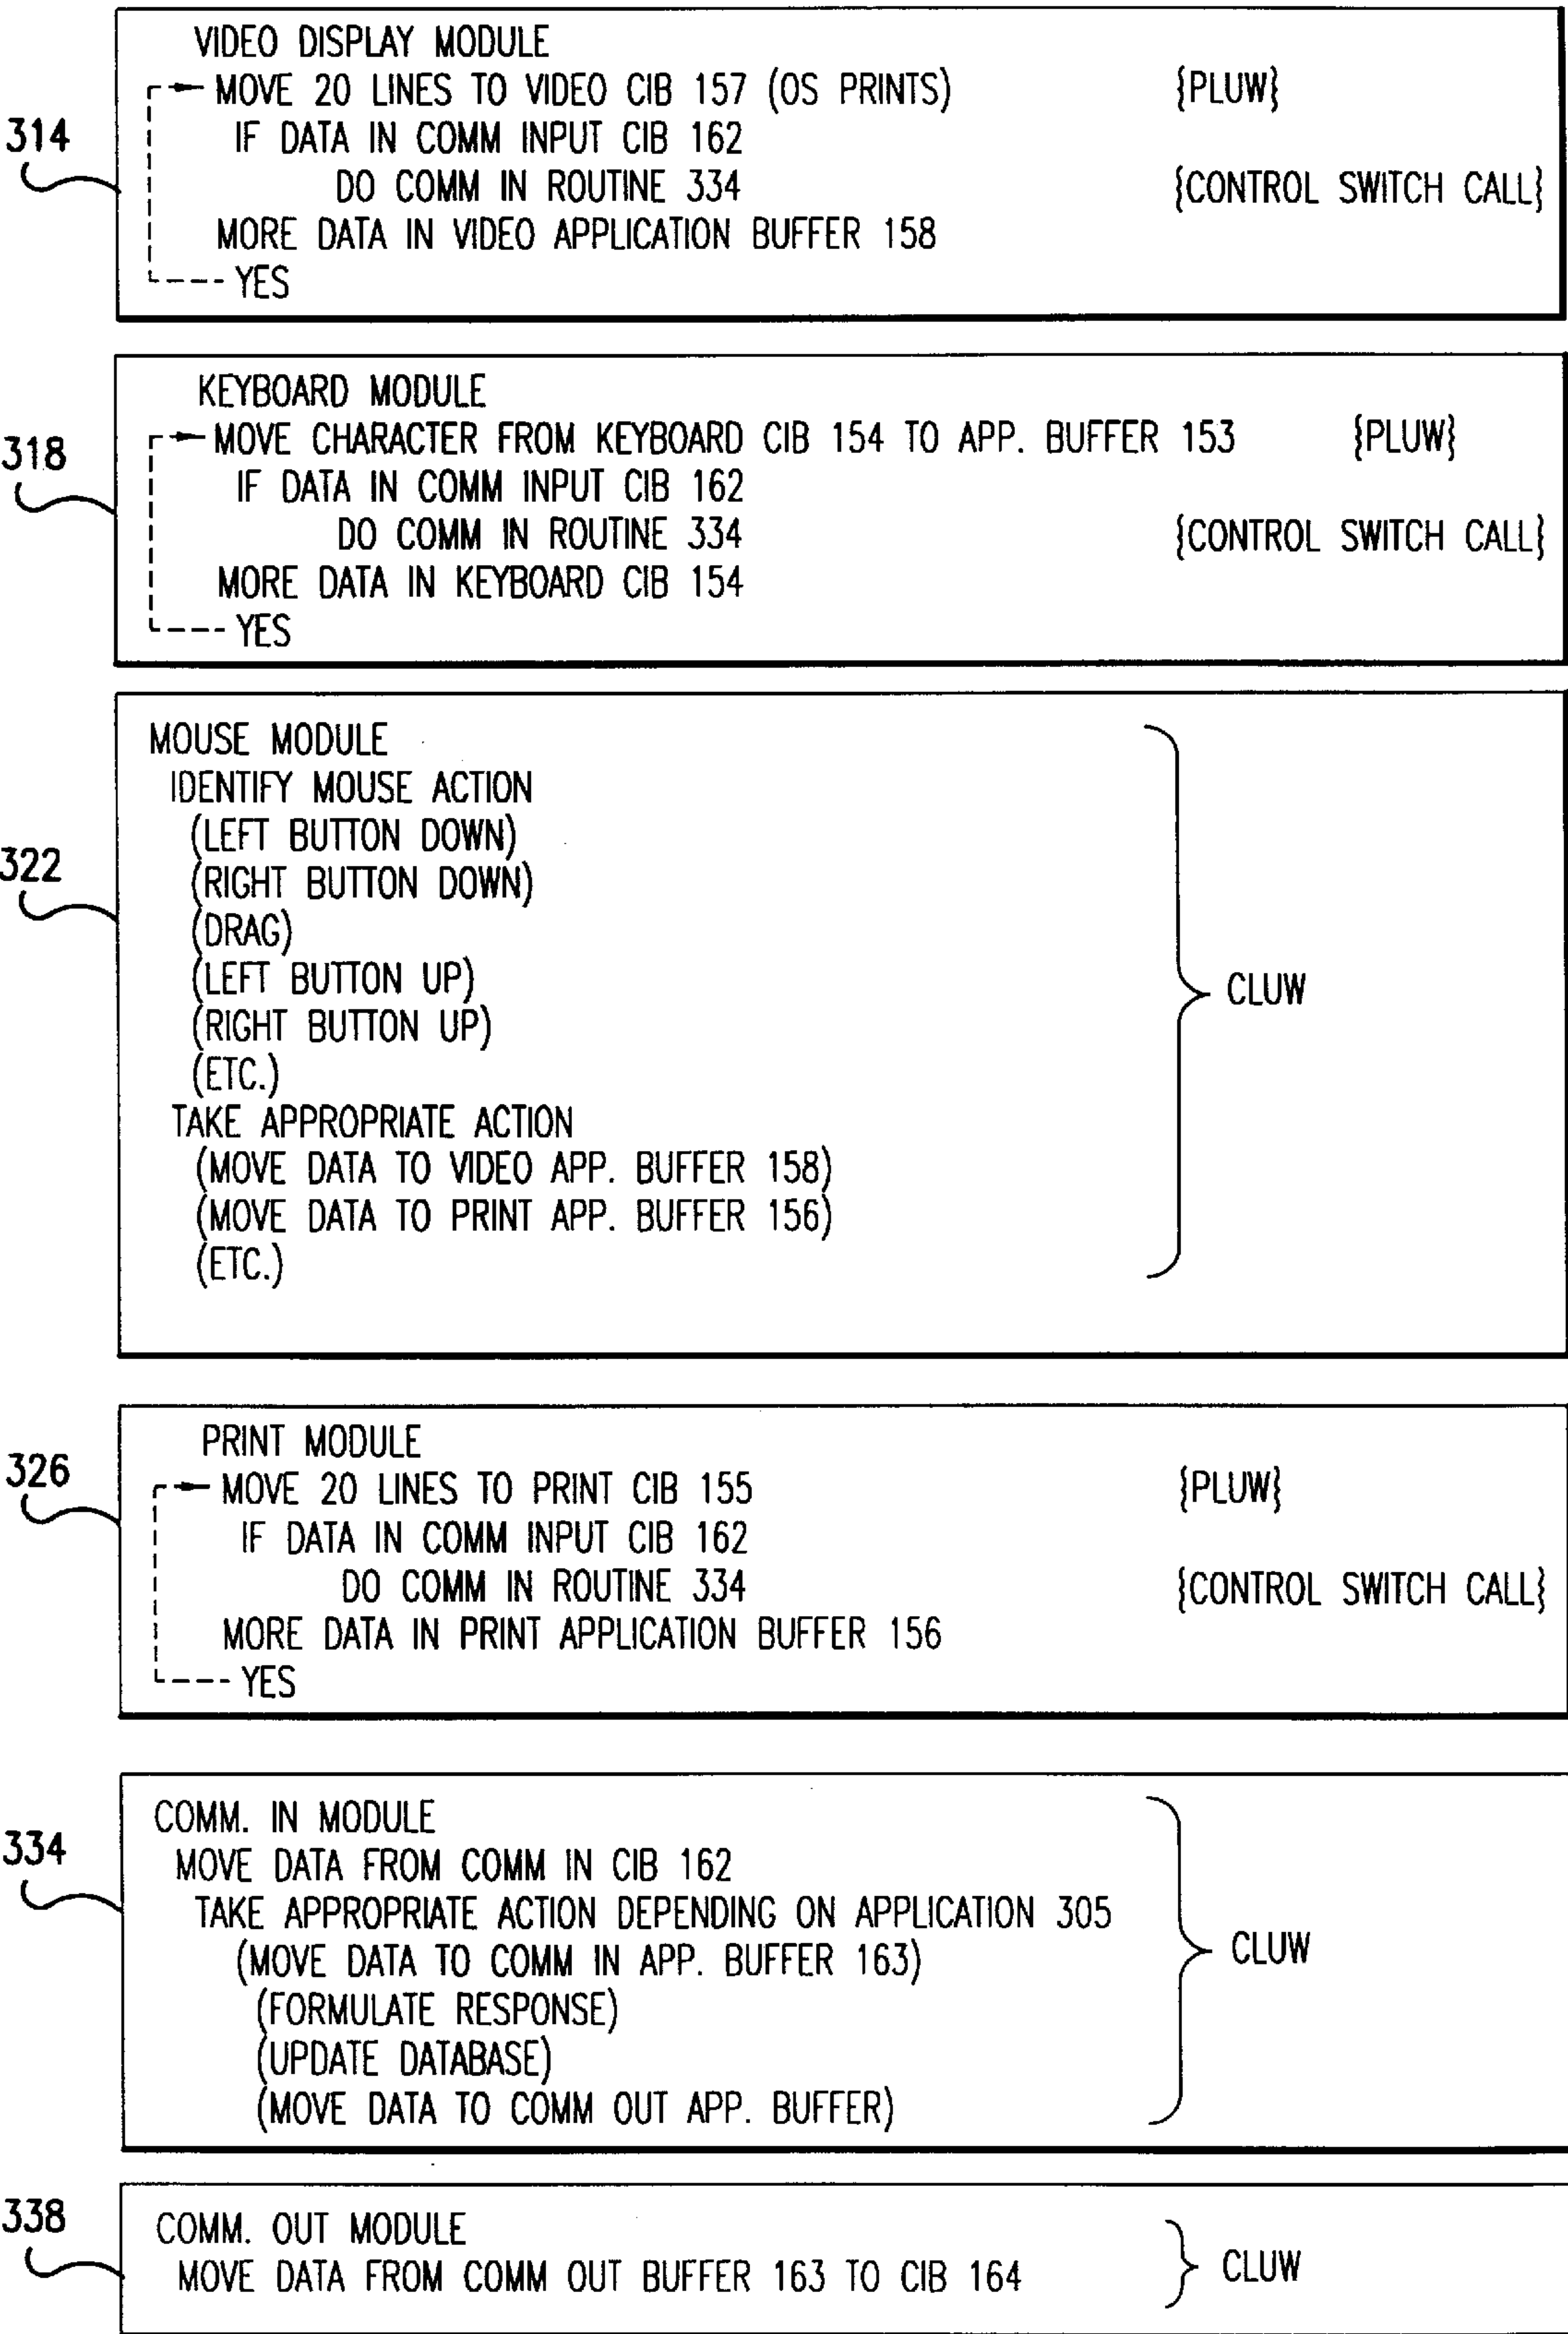 VIDEO DISPLAY MODULE
MOVE 20 LINES TO VIDEO CIB 157 (OS PRINTS) {PLUW}
314
IF DATA IN COMM INPUT CIB 162
DO COMM IN ROUTINE 334 {CONTROL SWITCH CALL}
MORE DATA IN VIDEO APPLICATION BUFFER 158
YES
KEYBOARD MODULE
318
MOVE CHARACTER FROM KEYBOARD CIB 154 TO APP. BUFFER 153 {PLUW}
IF DATA IN COMM INPUT CIB 162
DO COMM IN ROUTINE 334 {CONTROL SWITCH CALL}
MORE DATA IN KEYBOARD CIB 154
YES
MOUSE MODULE
IDENTIFY MOUSE ACTION
(LEFT BUTTON DOWN)
322
(RIGHT BUTTON DOWN)
(DRAG)
(LEFT BUTTON UP)
CLUW
(RIGHT BUTTON UP)
(ETC.)
TAKE APPROPRIATE ACTION
(MOVE DATA TO VIDEO APP. BUFFER 158)
(MOVE DATA TO PRINT APP. BUFFER 156)
(ETC.)
PRINT MODULE
326
MOVE 20 LINES TO PRINT CIB 155 {PLUW}
IF DATA IN COMM INPUT CIB 162
DO COMM IN ROUTINE 334 {CONTROL SWITCH CALL}
MORE DATA IN PRINT APPLICATION BUFFER 156
YES
COMM. IN MODULE
334
MOVE DATA FROM COMM IN CIB 162
TAKE APPROPRIATE ACTION DEPENDING ON APPLICATION 305
(MOVE DATA TO COMM IN APP. BUFFER 163)
CLUW
(FORMULATE RESPONSE)
(UPDATE DATABASE)
(MOVE DATA TO COMM OUT APP. BUFFER)
338
COMM. OUT MODULE
MOVE DATA FROM COMM OUT BUFFER 163 TO CIB 164
CLUW